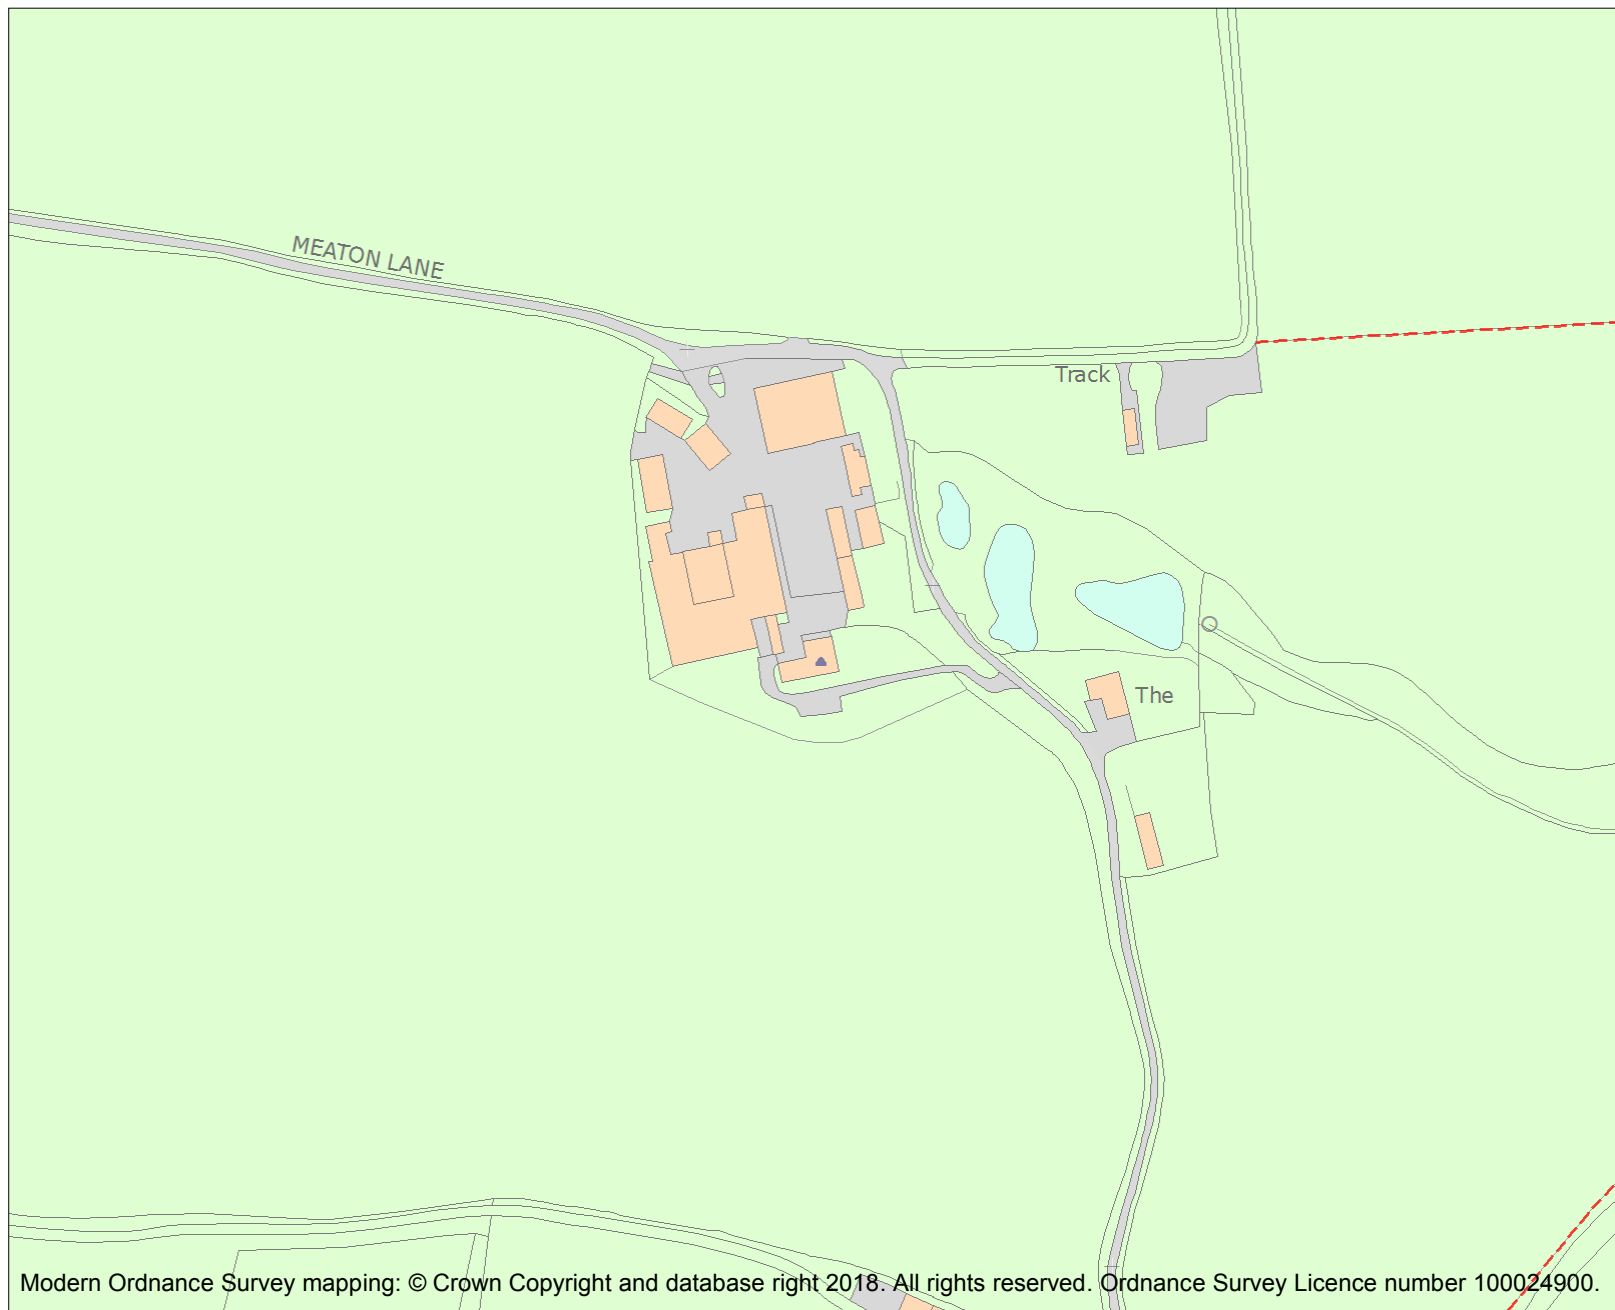 MEATON LANE
Track
The
Modern Ordnance Survey mapping: © Crown Copyright and database right 2018. All rights reserved. Ordnance Survey Licence number 100024900.